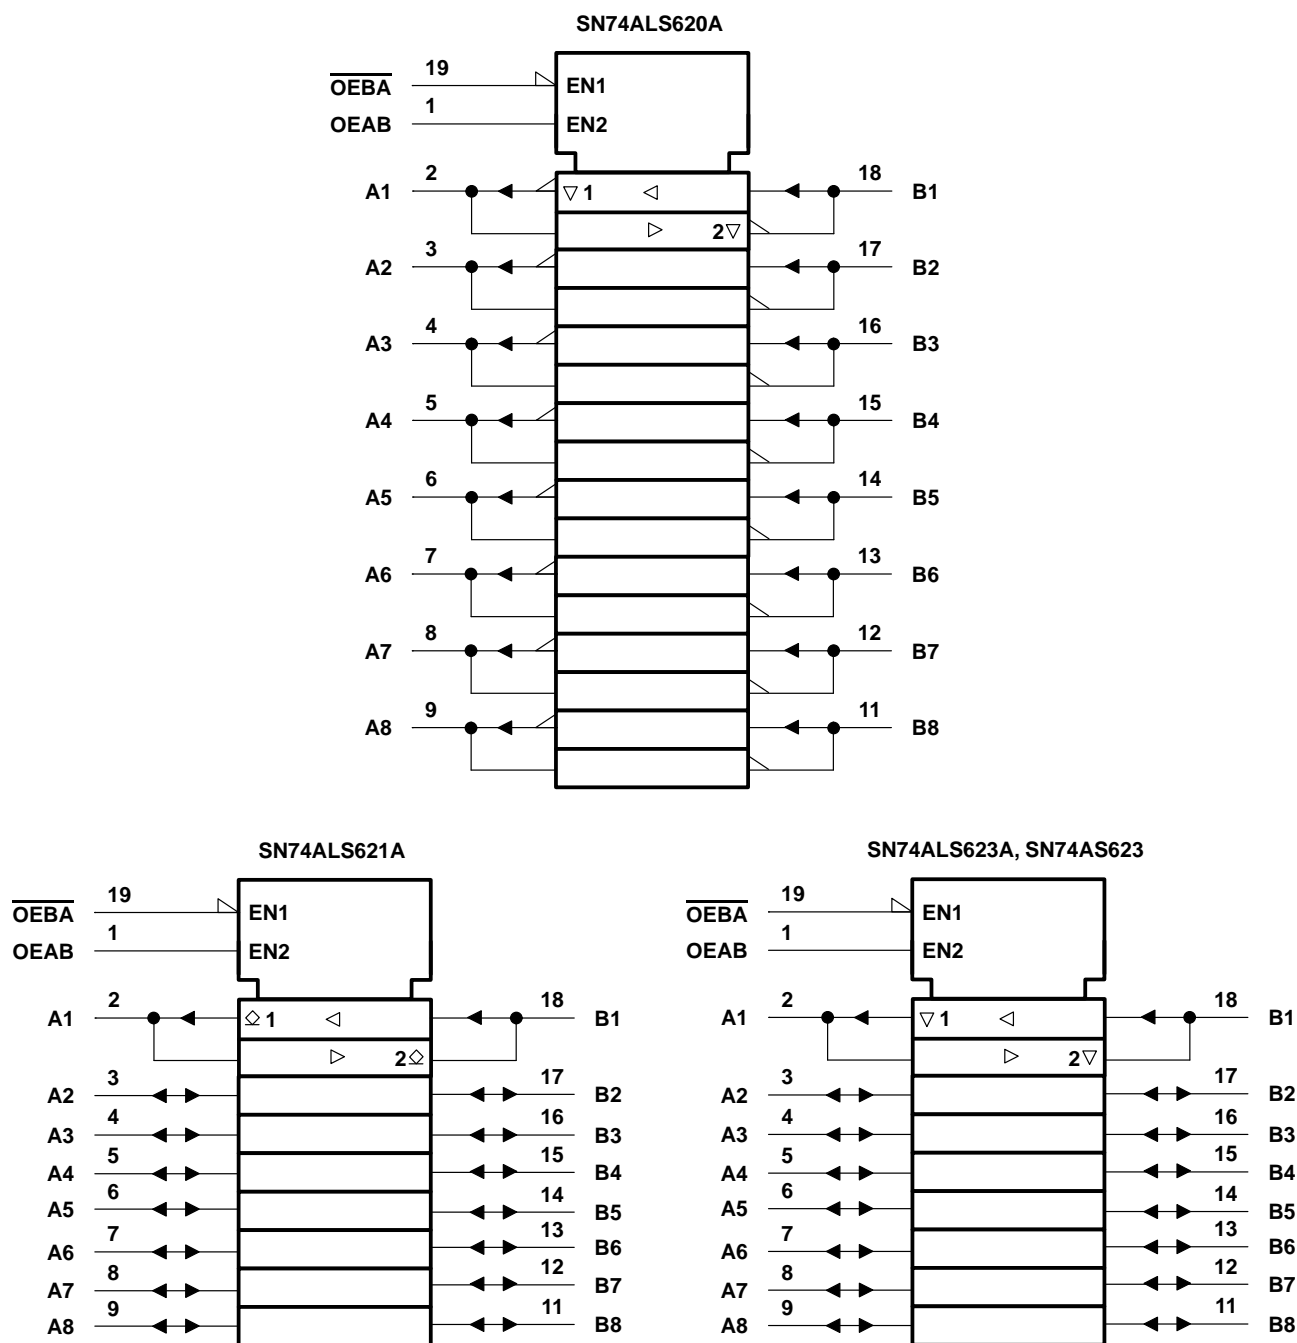 SN74ALS620A
OEBA 19 EN1
OEAB 1 EN2
A1 2 1 18 B1
2
A2 3 17 B2
A3 4 16 B3
A4 5 15 B4
A5 6 14 B5
A6 7 13 B6
A7 8 12 B7
A8 9 11 B8
SN74ALS621A
OEBA 19 EN1
OEAB 1 EN2
A1 2 1 18 B1
2
A2 3 17 B2
A3 4 16 B3
A4 5 15 B4
A5 6 14 B5
A6 7 13 B6
A7 8 12 B7
A8 9 11 B8
SN74ALS623A, SN74AS623
OEBA 19 EN1
OEAB 1 EN2
A1 2 1 18 B1
2
A2 3 17 B2
A3 4 16 B3
A4 5 15 B4
A5 6 14 B5
A6 7 13 B6
A7 8 12 B7
A8 9 11 B8